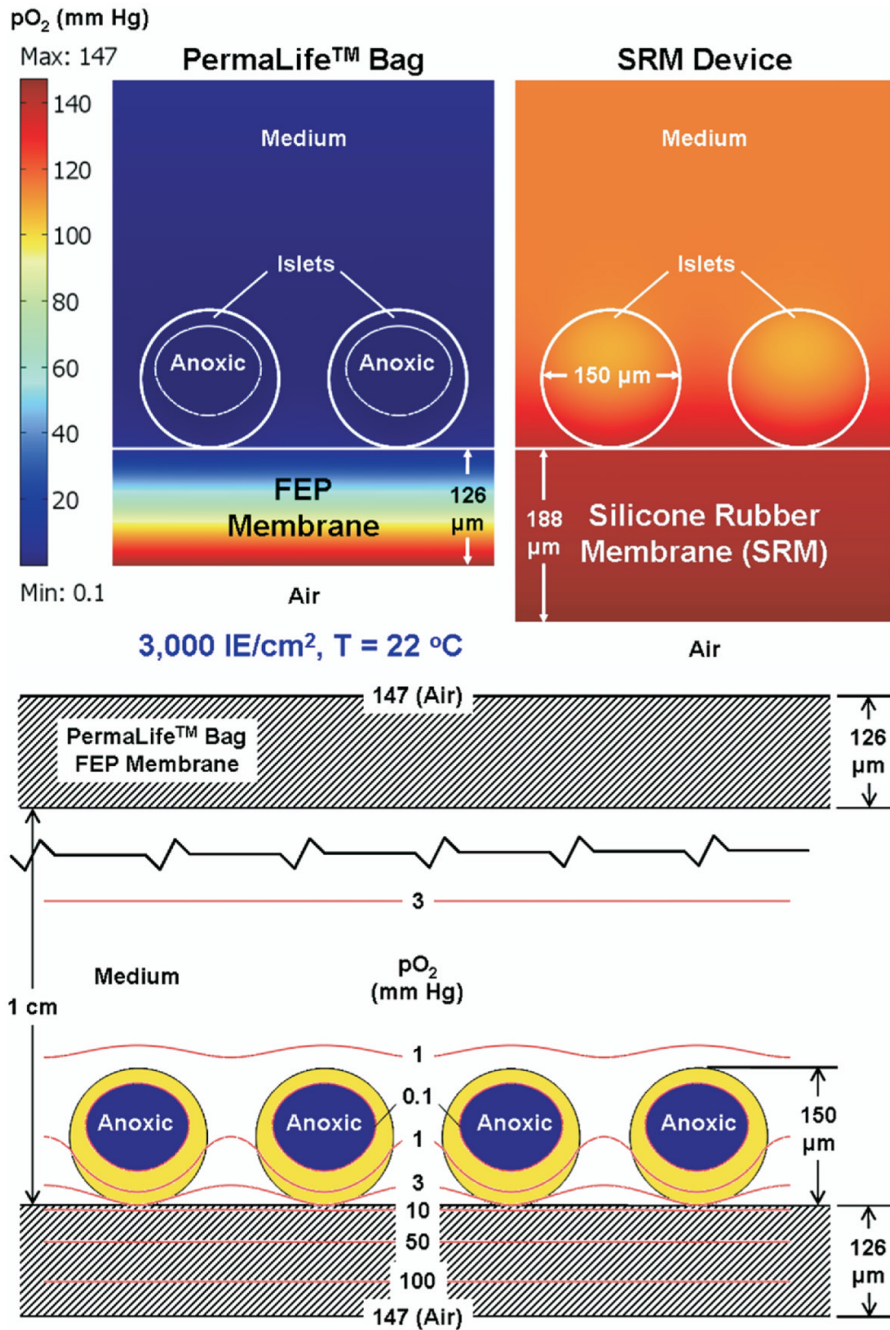 pO2 (mm Hg)
Max: 147
140
120
100
80
60
40
20
Min: 0.1
PermaLife™ Bag
Medium
Islets
Anoxic
Anoxic
FEP
Membrane
126
µm
Air
SRM Device
Medium
Islets
150 µm
188
µm
Silicone Rubber
Membrane (SRM)
Air
3,000 IE/cm², T = 22 ºC
147 (Air)
PermaLife™ Bag
FEP Membrane
126
µm
3
Medium
pO2
(mm Hg)
1 cm
1
0.1
Anoxic
Anoxic
Anoxic
Anoxic
1
150
µm
3
10
50
100
126
µm
147 (Air)